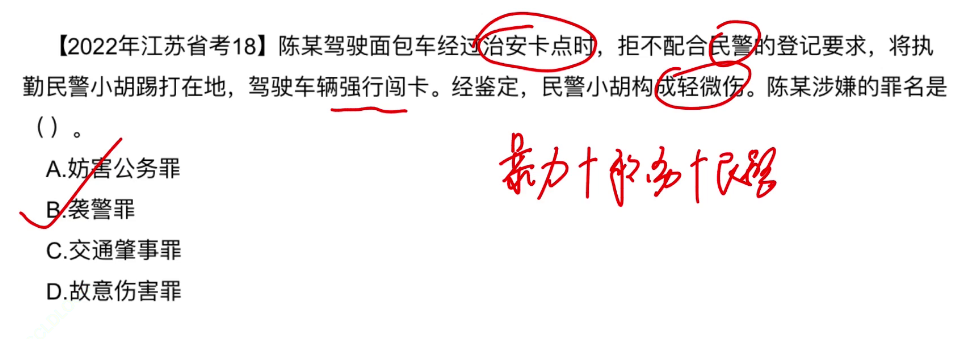 【2022年江苏省考18】陈某驾驶面包车经过治安卡点时，拒不配合民警的登记要求，将执
勤民警小胡踢打在地，驾驶车辆强行闯卡。经鉴定，民警小胡构成轻微伤。陈某涉嫌的罪名是
（）。
暴力+职务+民警
A.妨害公务罪
B.袭警罪
C.交通肇事罪
D.故意伤害罪